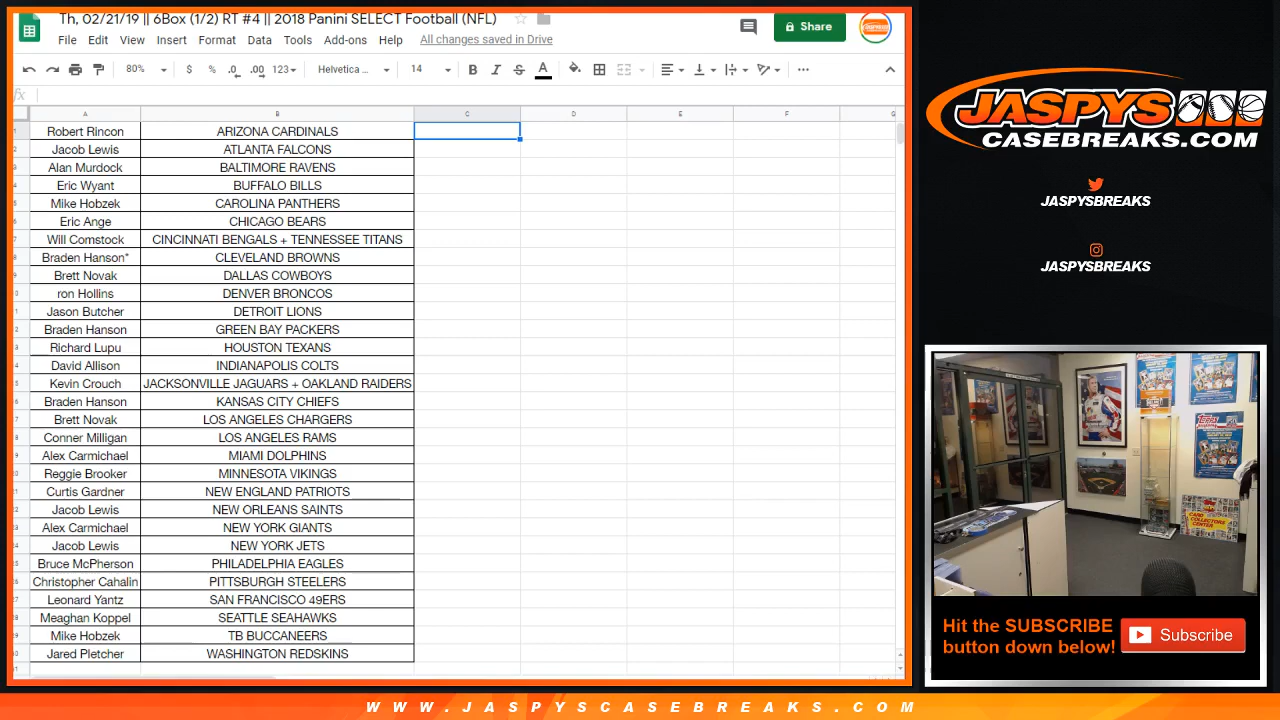 Th, 02/21/19 || 6Box (1/2) RT #4 || 2018 Panini SELECT Football (NFL)
File Edit View Insert Format Data Tools Add-ons Help All changes saved in Drive
Share
80% $ % .0 .00 123 Helvetica ... 14 B I S A
fx
A B C D E F G
Robert Rincon ARIZONA CARDINALS
Jacob Lewis ATLANTA FALCONS
Alan Murdock BALTIMORE RAVENS
Eric Wyant BUFFALO BILLS
Mike Hobzek CAROLINA PANTHERS
Eric Ange CHICAGO BEARS
Will Comstock CINCINNATI BENGALS + TENNESSEE TITANS
Braden Hanson* CLEVELAND BROWNS
Brett Novak DALLAS COWBOYS
ron Hollins DENVER BRONCOS
Jason Butcher DETROIT LIONS
Braden Hanson GREEN BAY PACKERS
Richard Lupu HOUSTON TEXANS
David Allison INDIANAPOLIS COLTS
Kevin Crouch JACKSONVILLE JAGUARS + OAKLAND RAIDERS
Braden Hanson KANSAS CITY CHIEFS
Brett Novak LOS ANGELES CHARGERS
Conner Milligan LOS ANGELES RAMS
Alex Carmichael MIAMI DOLPHINS
Reggie Brooker MINNESOTA VIKINGS
Curtis Gardner NEW ENGLAND PATRIOTS
Jacob Lewis NEW ORLEANS SAINTS
Alex Carmichael NEW YORK GIANTS
Jacob Lewis NEW YORK JETS
Bruce McPherson PHILADELPHIA EAGLES
Christopher Cahalin PITTSBURGH STEELERS
Leonard Yantz SAN FRANCISCO 49ERS
Meaghan Koppel SEATTLE SEAHAWKS
Mike Hobzek TB BUCCANEERS
Jared Pletcher WASHINGTON REDSKINS
JASPYS
CASEBREAKS.COM
JASPYSBREAKS
JASPYSBREAKS
CARD
COLLECTORS
CENTER
Hit the SUBSCRIBE
button down below!
Subscribe
WWW.JASPYSCASEBREAKS.COM